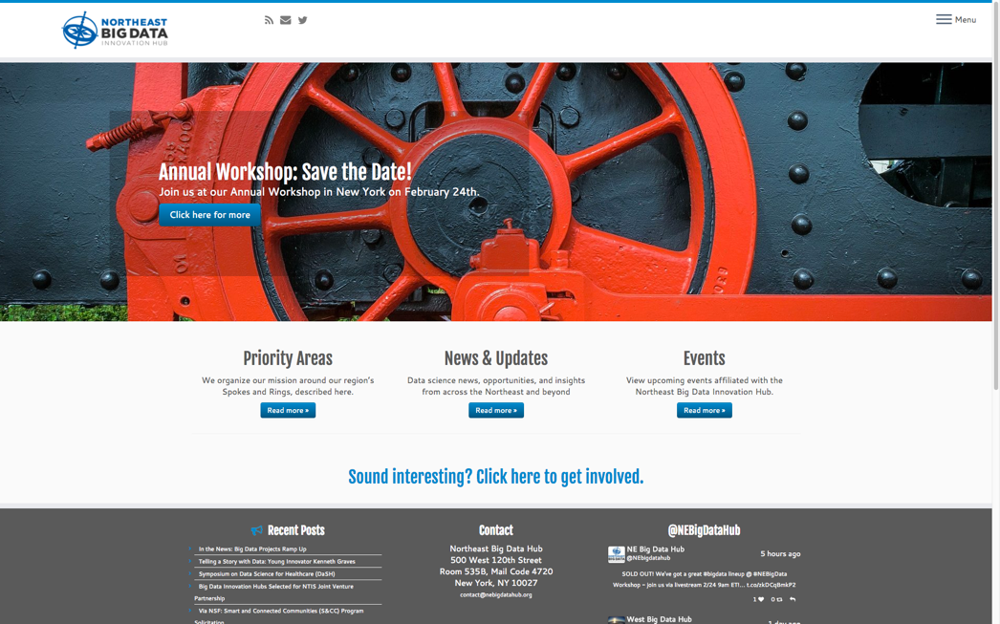 NORTHEAST
BIG DATA
INNOVATION HUB
Menu
Annual Workshop: Save the Date!
Join us at our Annual Workshop in New York on February 24th.
Click here for more
Priority Areas
We organize our mission around our region's
Spokes and Rings, described here.
Read more »
News & Updates
Data science news, opportunities, and insights
from across the Northeast and beyond
Read more »
Events
View upcoming events affiliated with the
Northeast Big Data Innovation Hub.
Read more »
Sound interesting? Click here to get involved.
Recent Posts
In the News: Big Data Projects Ramp Up
Telling a Story with Data: Young Innovator Kenneth Graves
Symposium on Data Science for Healthcare (DaSH)
Big Data Innovation Hubs Selected for NTIS Joint Venture
Partnership
Via NSF: Smart and Connected Communities (S&CC) Program
Solicitation
Contact
Northeast Big Data Hub
500 West 120th Street
Room 535B, Mail Code 4720
New York, NY 10027
contact@nebigdatahub.org
@NEBigDataHub
NE Big Data Hub
@NEBigdatahub
5 hours ago
SOLD OUT! We've got a great #bigdata lineup @ #NEBigData
Workshop – join us via livestream 2/24 9am ET!... t.co/zkDCqBmkP2
1
0
West Big Data Hub
1 day ago